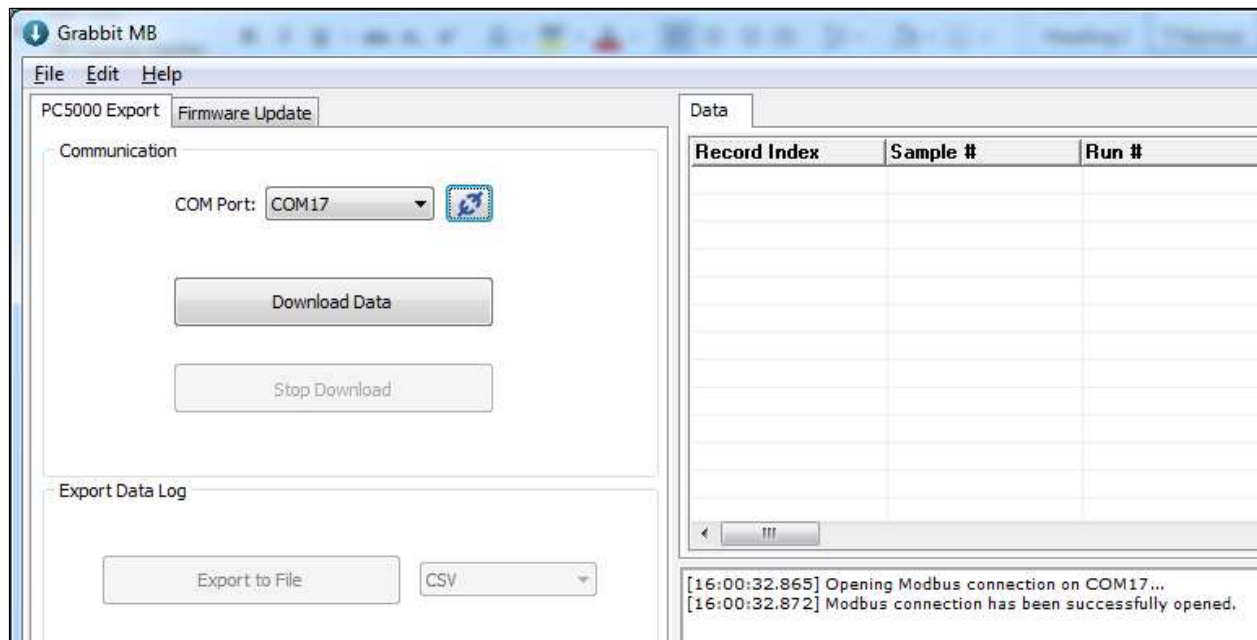 Grabbit MB
File Edit Help
PC5000 Export Firmware Update
Communication
COM Port: COM17
Download Data
Stop Download
Export Data Log
Export to File CSV
Data
Record Index Sample # Run #
[16:00:32.865] Opening Modbus connection on COM17...
[16:00:32.872] Modbus connection has been successfully opened.